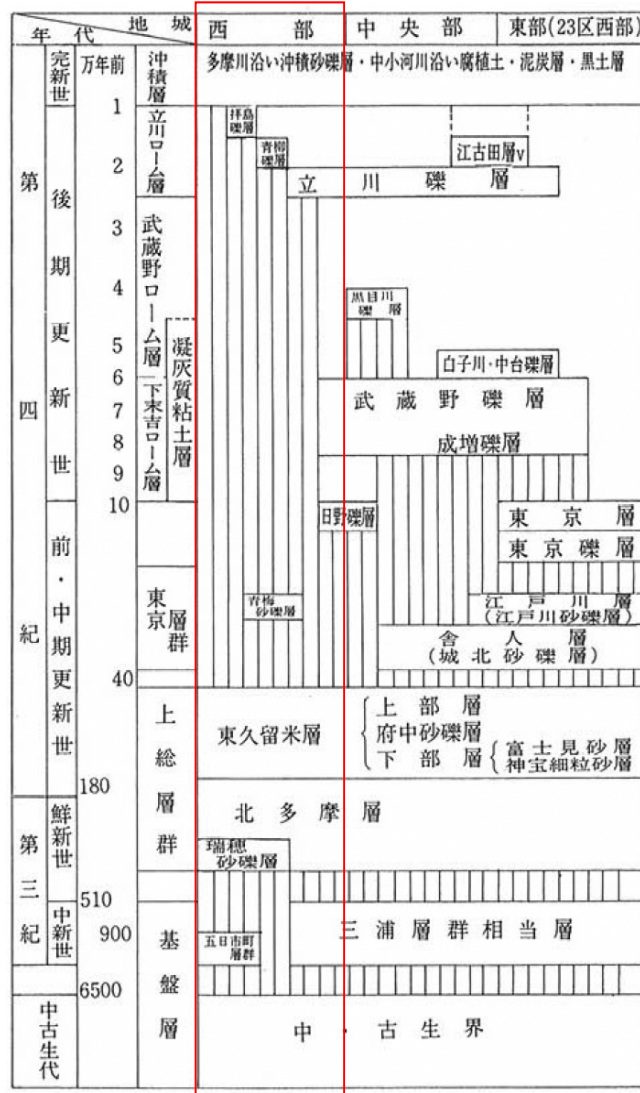 年代
地域
西部
中央部
東部(23区西部)
完新世
万年前
沖積層
多摩川沿い沖積砂礫層・中小河川沿い腐植土・泥炭層・黒土層
1
立川ローム層
拝島礫層
青柳礫層
江古田層v
2
立川礫層
第四紀
後期更新世
3
武蔵野ローム層
4
黒目川礫層
5
凝灰質粘土層
白子川・中台礫層
6
下末吉ローム層
武蔵野礫層
7
8
成増礫層
9
10
日野礫層
東京層
東京礫層
前・中期更新世
東京層群
青梅砂礫層
江戸川層
(江戸川砂礫層)
舎人層
(城北砂礫層)
40
上総層群
東久留米層
上部層
府中砂礫層
下部層
富士見砂層
神宝細粒砂層
180
第三紀
鮮新世
北多摩層
瑞穂砂礫層
510
中新世
900
基盤層
五日市町層群
三浦層群相当層
6500
中古生代
中・古生界